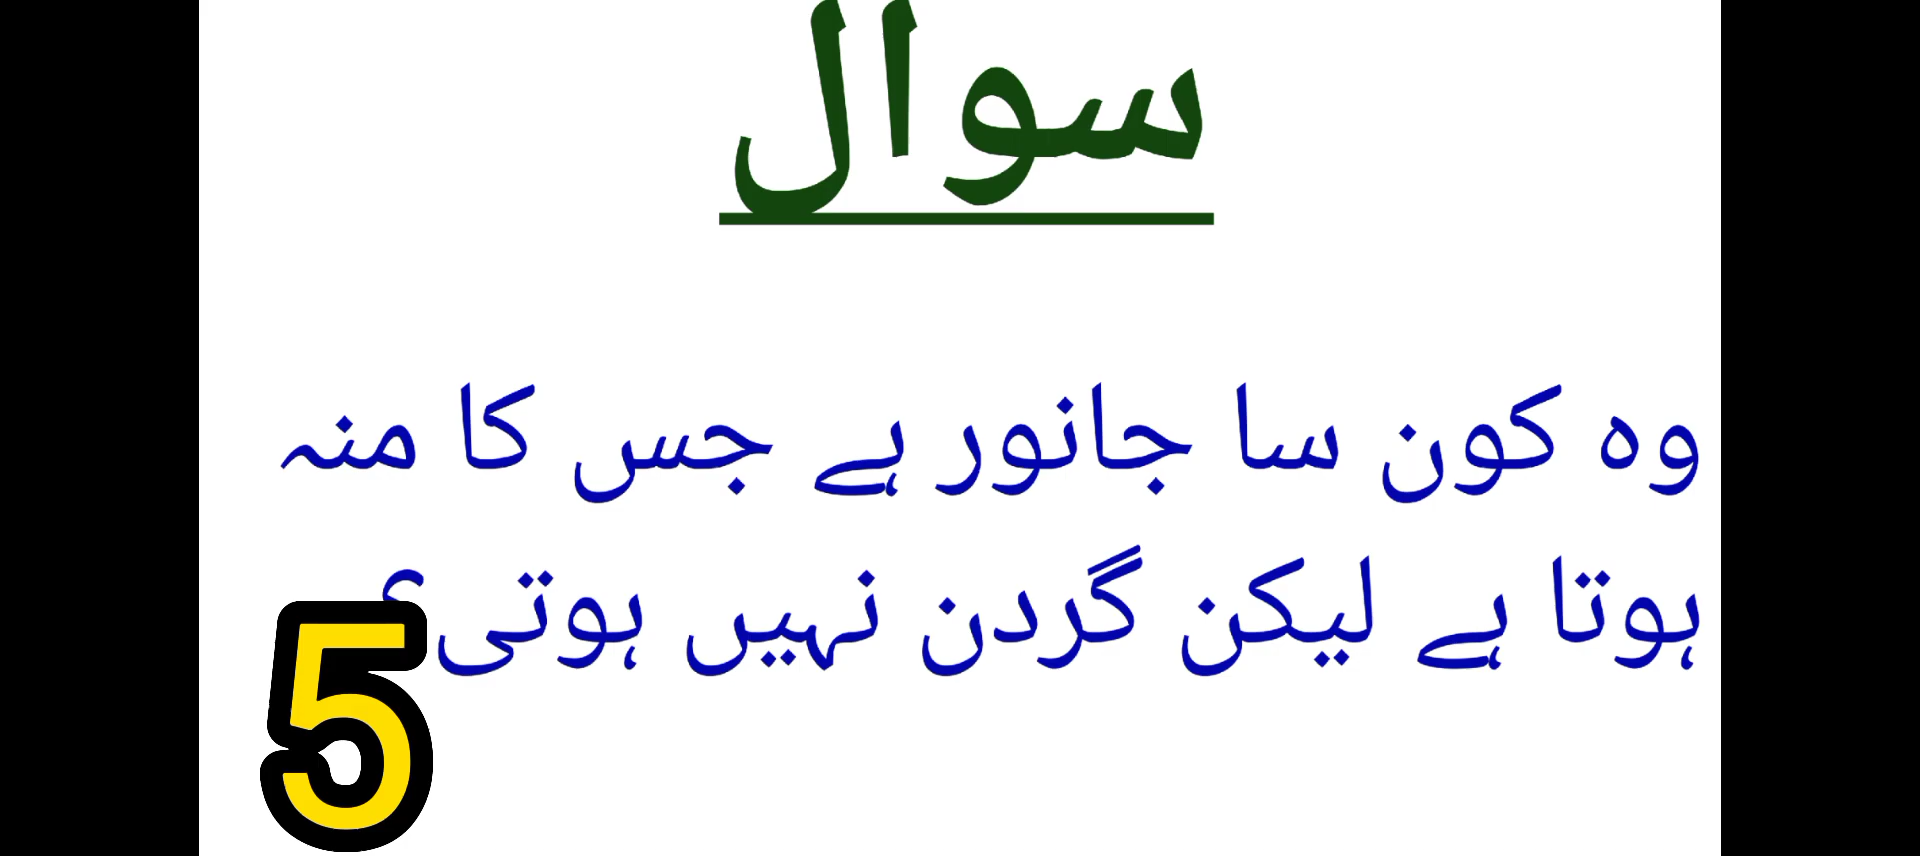 سوال
وہ کون سا جانور ہے جس کا منہ
ہوتا ہے لیکن گردن نہیں ہوتی؟
5